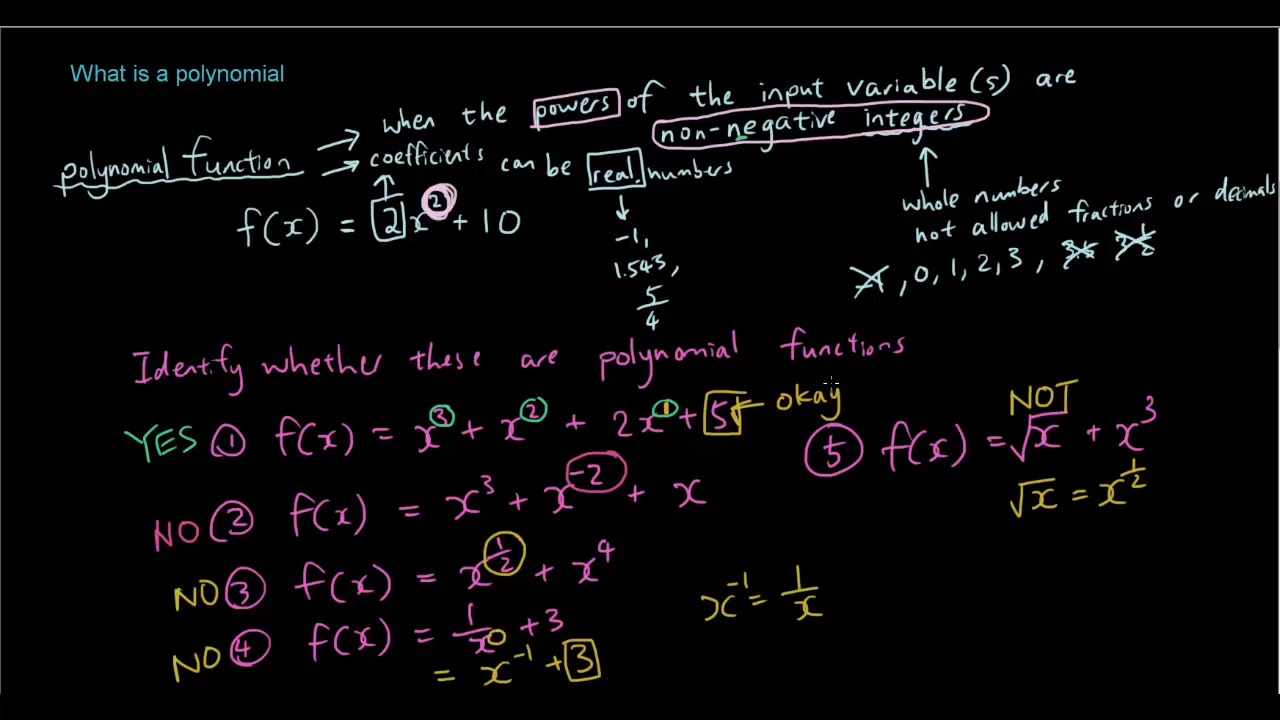 What is a polynomial
polynomial function → when the powers of the input variable(s) are
non-negative integers
→ coefficients can be real numbers
f(x) = 2x² + 10
-1,
1.543,
5/4
whole numbers
not allowed fractions or decimals
-1, 0, 1, 2, 3,
Identify whether these are polynomial functions
YES ① f(x) = x³ + x² + 2x¹ + 5 ← okay
NO ② f(x) = x³ + x⁻² + x
NO ③ f(x) = x^(1/2) + x⁴
NO ④ f(x) = 1/x + 3
= x⁻¹ + 3
x⁻¹ = 1/x
NOT
⑤ f(x) = √x + x³
√x = x^(1/2)